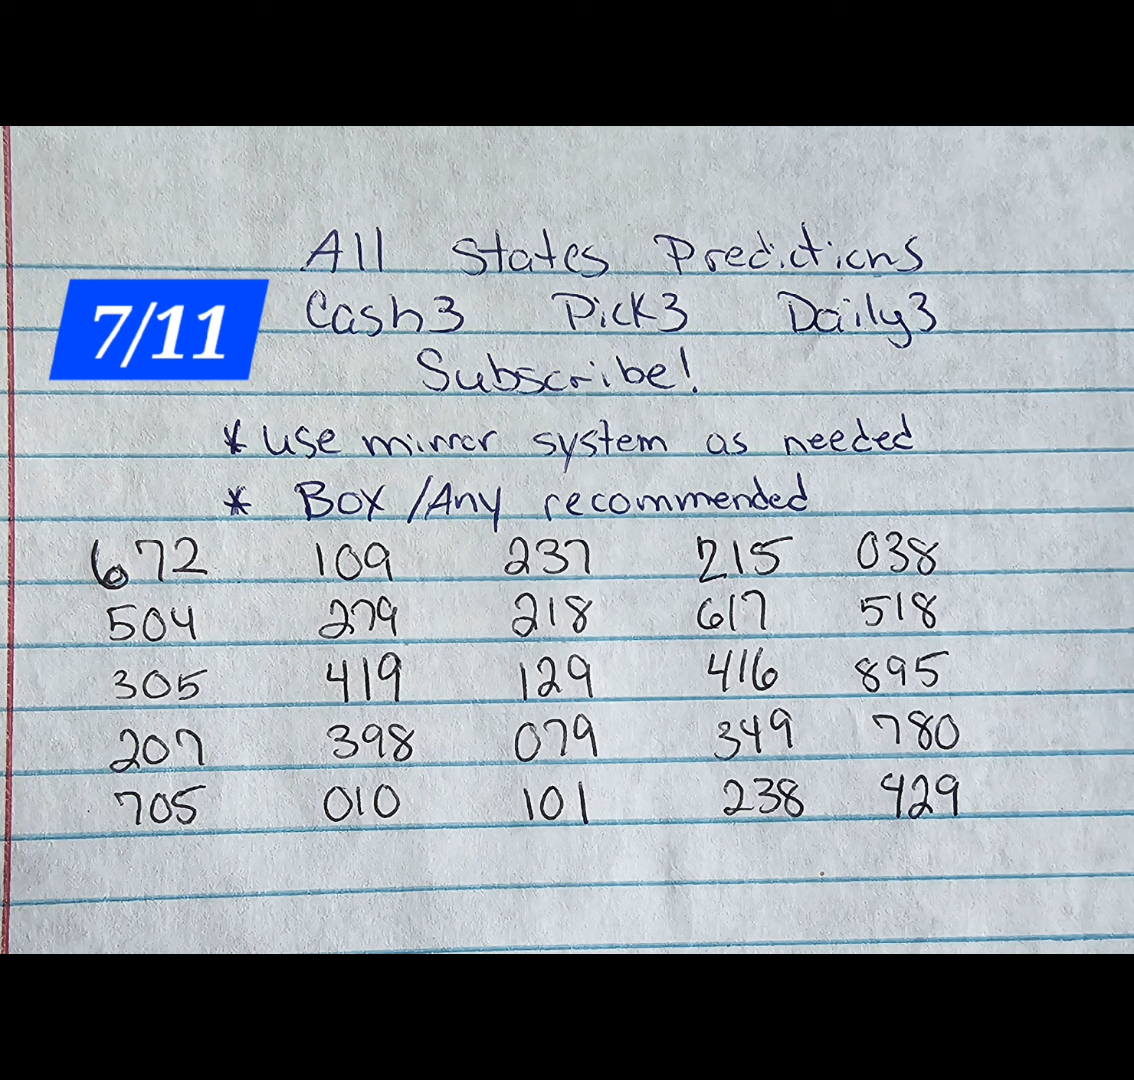 All States Predictions
7/11
Cash3 Pick3 Daily3
Subscribe!
* use mirror system as needed
* Box /Any recommended
672 109 237 215 038
504 279 218 617 518
305 419 129 416 895
207 398 079 349 780
705 010 101 238 429